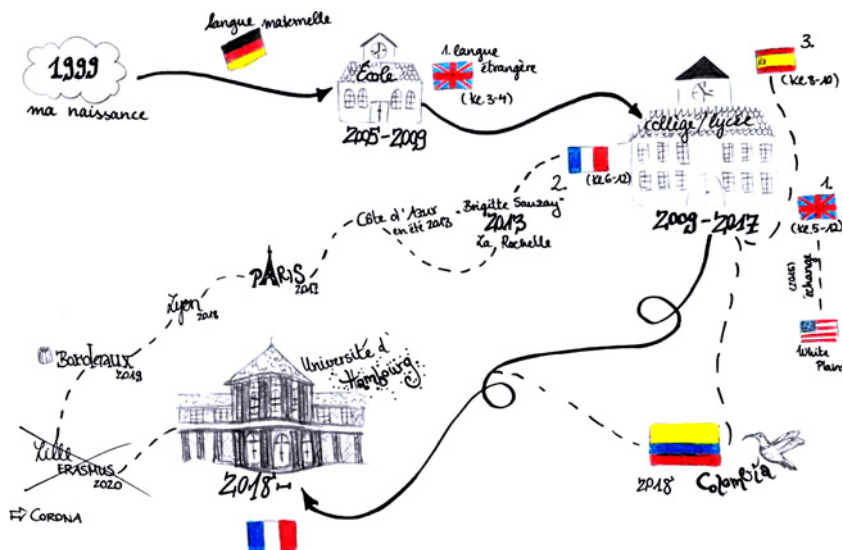 langue maternelle
1999
ma naissance
École
1. langue
étrangère
(Kl. 3-4)
2005-2009
3.
(Kl. 8-10)
collège/lycée
2009-2017
2.
(Kl. 6-12)
1.
(Kl. 5-12)
(2015)
échange
White
Plains
"Brigitte Sauzay"
2013
La Rochelle
Côte d'Azur
en été 2013
PARIS
2017
Lyon
2018
Bordeaux
2019
Lille
ERASMUS
2020
⇨ CORONA
Université d'
Hambourg
2018
2018
Colombia